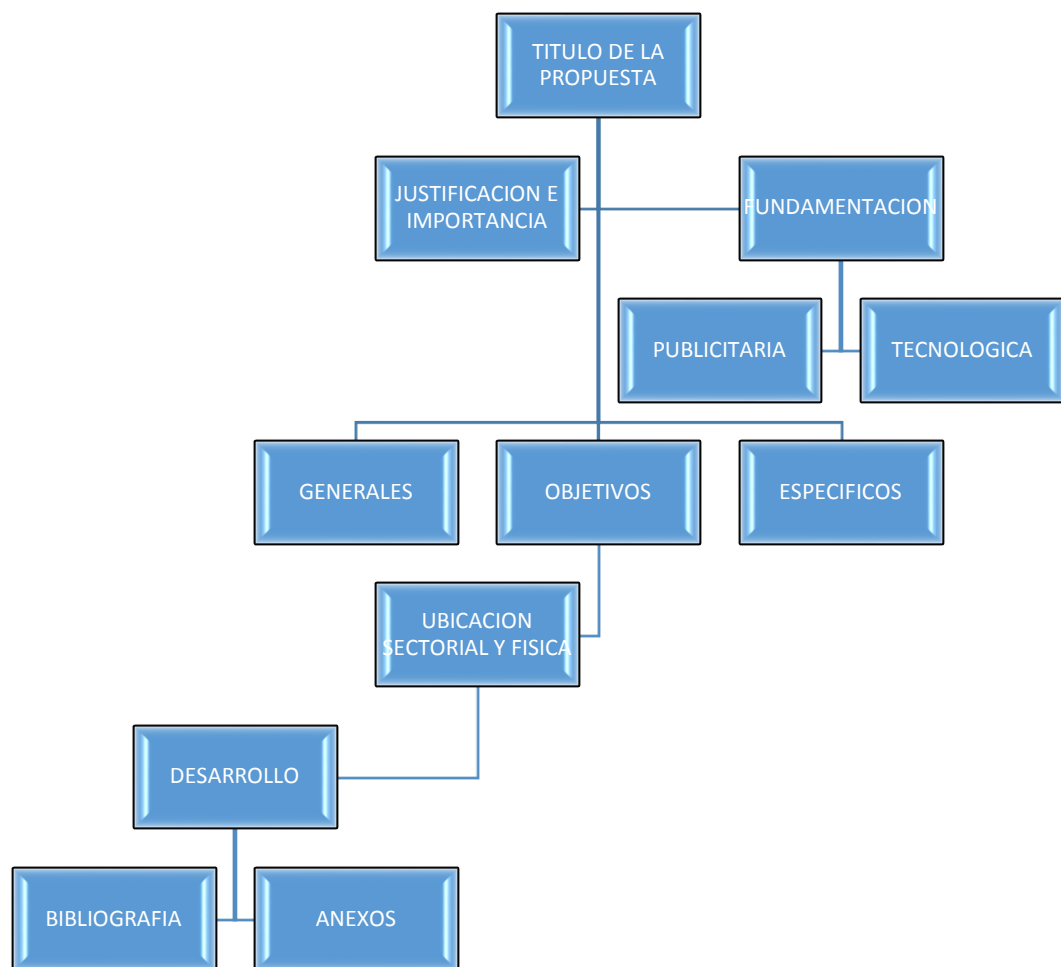 TITULO DE LA
PROPUESTA
JUSTIFICACION E
IMPORTANCIA
FUNDAMENTACION
PUBLICITARIA
TECNOLOGICA
GENERALES
OBJETIVOS
ESPECIFICOS
UBICACION
SECTORIAL Y FISICA
DESARROLLO
BIBLIOGRAFIA
ANEXOS